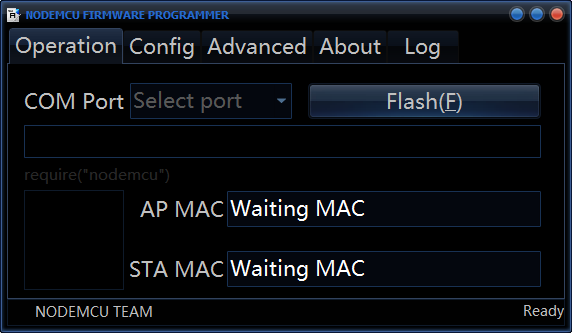 NODEMCU FIRMWARE PROGRAMMER
Operation Config Advanced About Log
COM Port Select port Flash(F)
require("nodemcu")
AP MAC Waiting MAC
STA MAC Waiting MAC
NODEMCU TEAM Ready